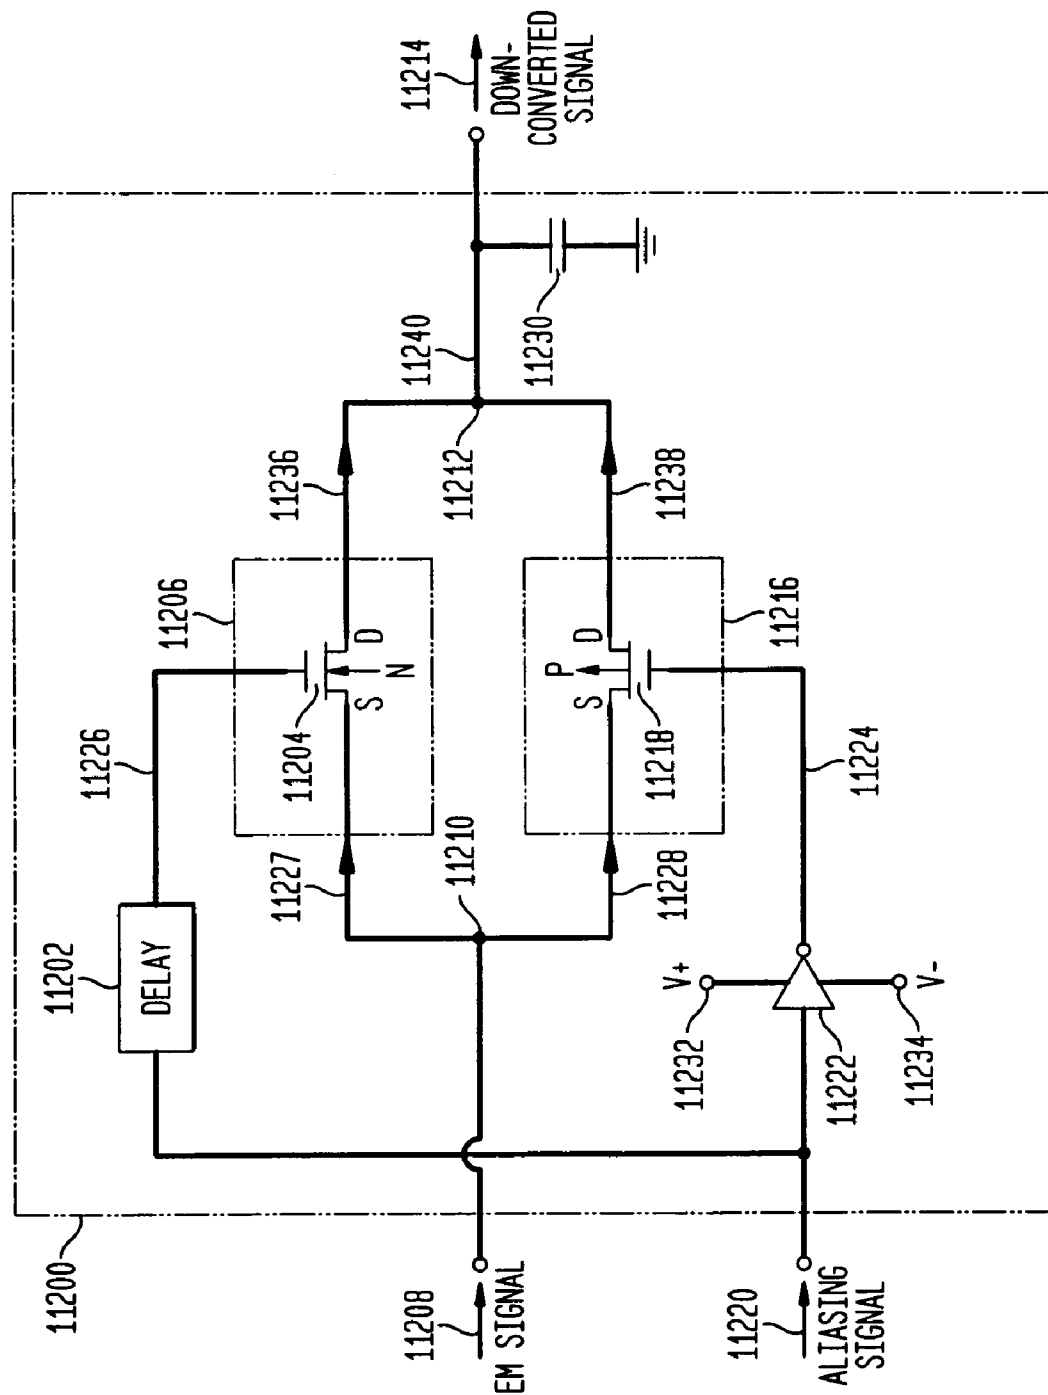 11200
11202
DELAY
11226
11206
11204
N
S
D
11227
11236
11210
11212
11240
11214
DOWN-
CONVERTED
SIGNAL
11230
11208
EM SIGNAL
11228
11238
P
S
D
11218
11216
11224
V+
11232
11222
11234
V-
11220
ALIASING
SIGNAL